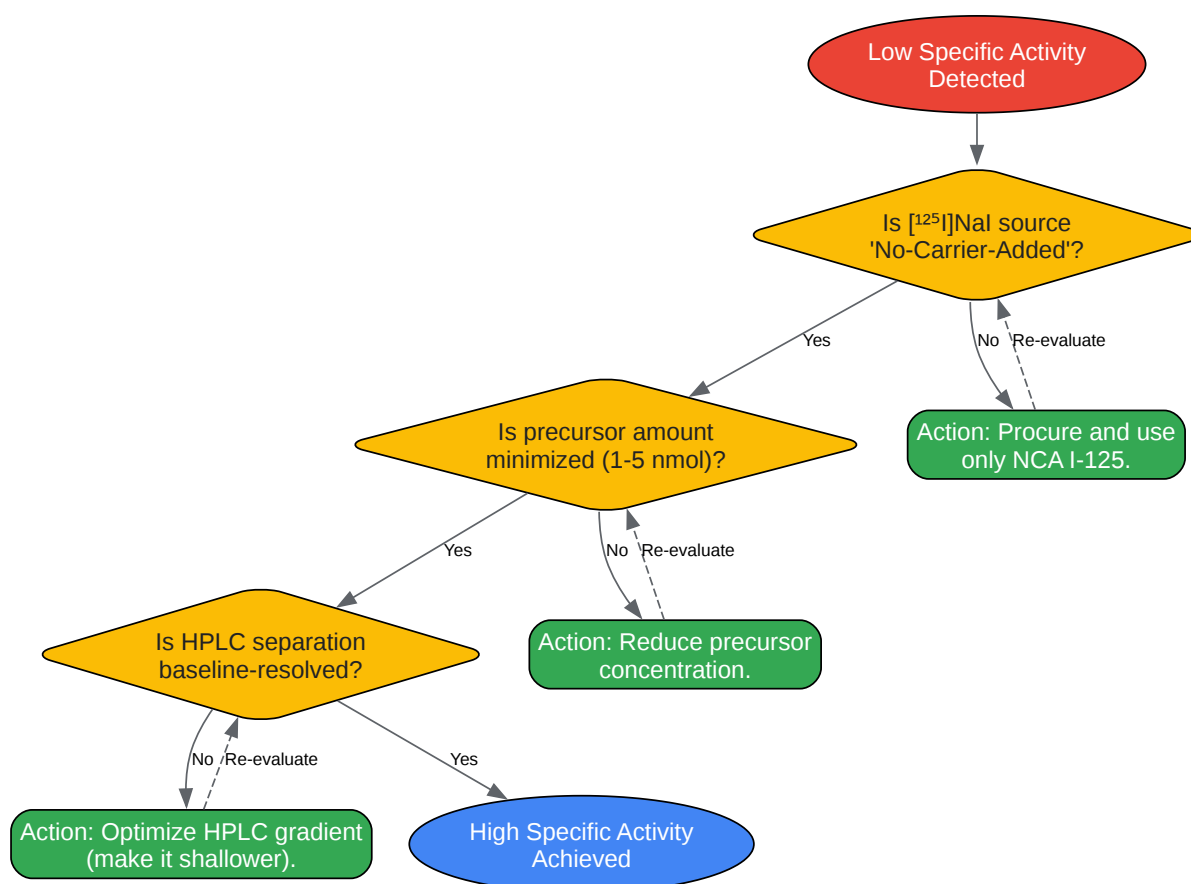 Low Specific Activity
Detected
Is [¹²⁵I]NaI source
'No-Carrier-Added'?
Yes
No
Re-evaluate
Action: Procure and use
only NCA I-125.
Is precursor amount
minimized (1-5 nmol)?
Yes
No
Re-evaluate
Action: Reduce precursor
concentration.
Is HPLC separation
baseline-resolved?
No
Re-evaluate
Yes
Action: Optimize HPLC gradient
(make it shallower).
High Specific Activity
Achieved